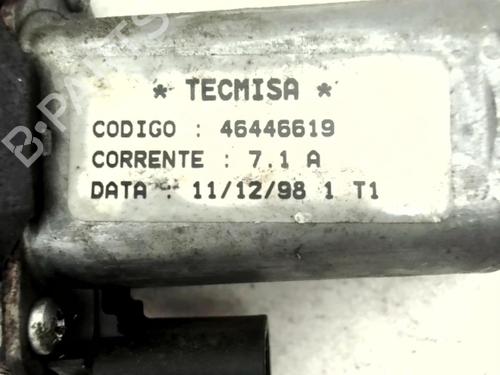 * TECMISA *
CODIGO : 46446619
CORRENTE : 7.1 A
DATA : 11/12/98 1 T1
B-PARTS